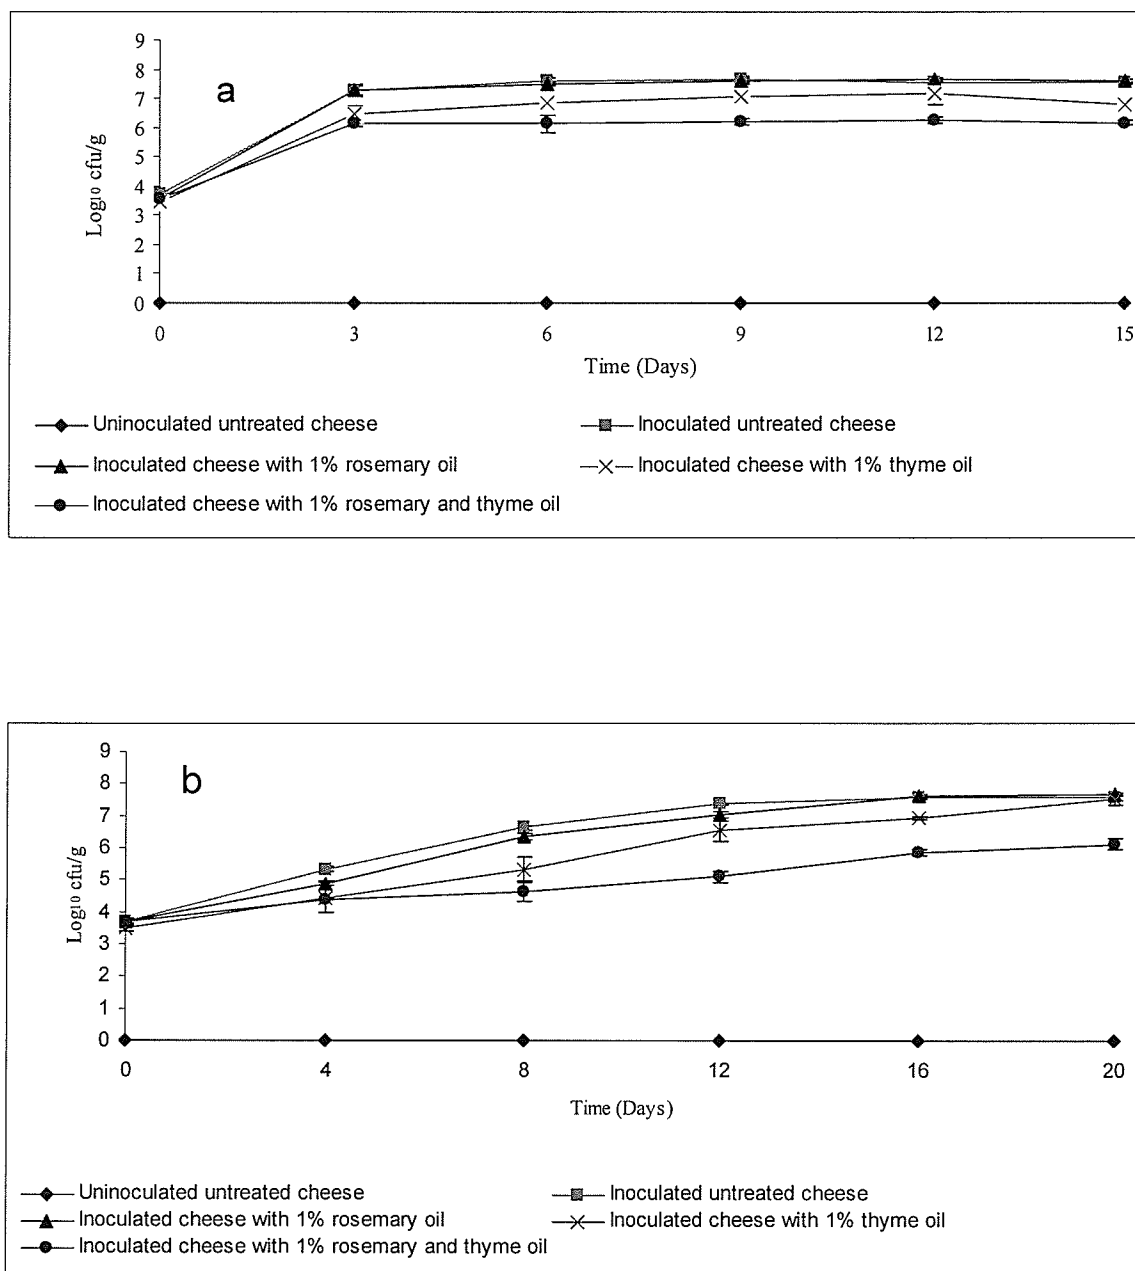 9
8
7
6
5
4
3
2
1
0
a
Log₁₀ cfu/g
0 3 6 9 12 15
Time (Days)
Uninoculated untreated cheese Inoculated untreated cheese
Inoculated cheese with 1% rosemary oil Inoculated cheese with 1% thyme oil
Inoculated cheese with 1% rosemary and thyme oil
9
8
7
6
5
4
3
2
1
0
b
Log₁₀ cfu/g
0 4 8 12 16 20
Time (Days)
Uninoculated untreated cheese Inoculated untreated cheese
Inoculated cheese with 1% rosemary oil Inoculated cheese with 1% thyme oil
Inoculated cheese with 1% rosemary and thyme oil